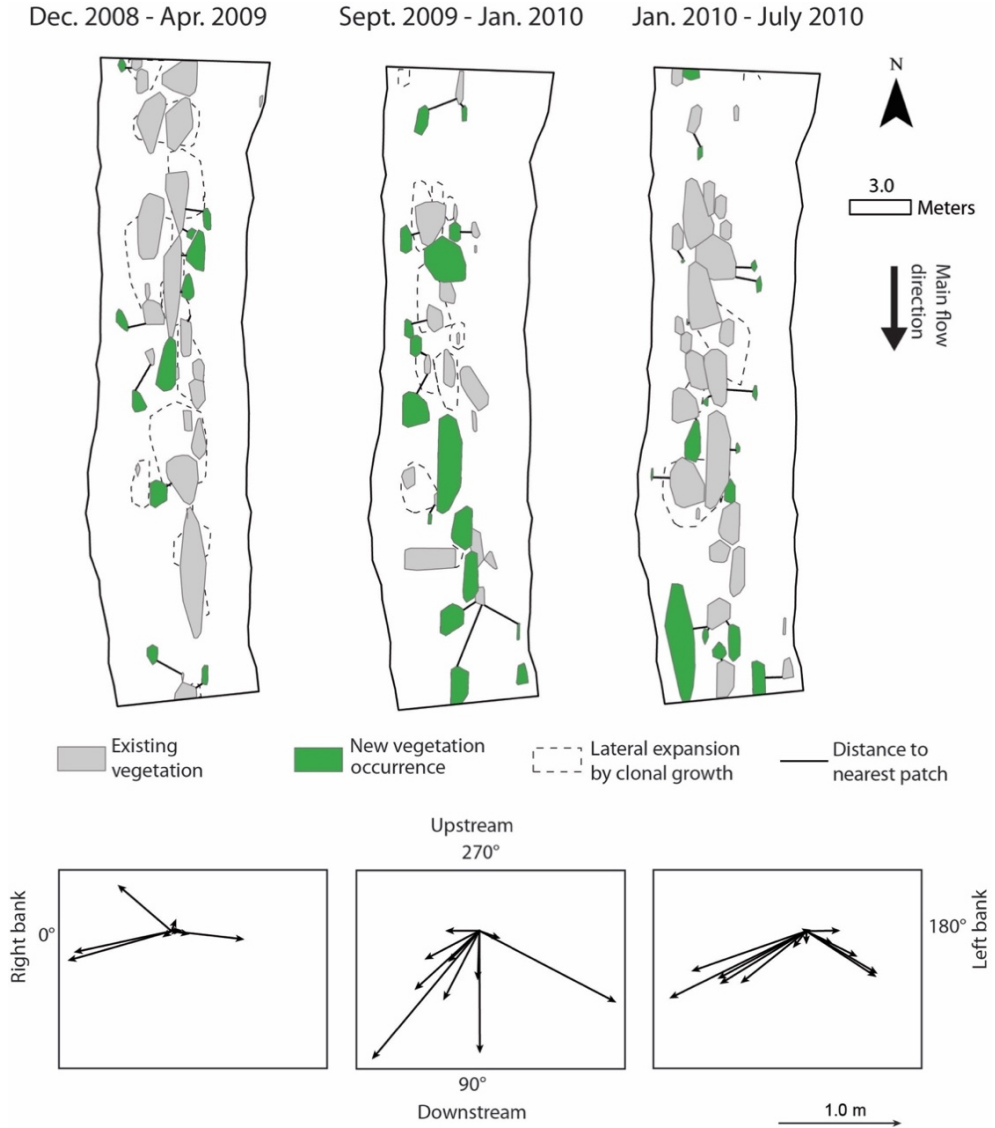 Dec. 2008 - Apr. 2009
Sept. 2009 - Jan. 2010
Jan. 2010 - July 2010
N
3.0
Meters
Main flow
direction
Existing
vegetation
New vegetation
occurrence
Lateral expansion
by clonal growth
Distance to
nearest patch
Upstream
270°
Right bank
0°
180°
Left bank
90°
Downstream
1.0 m